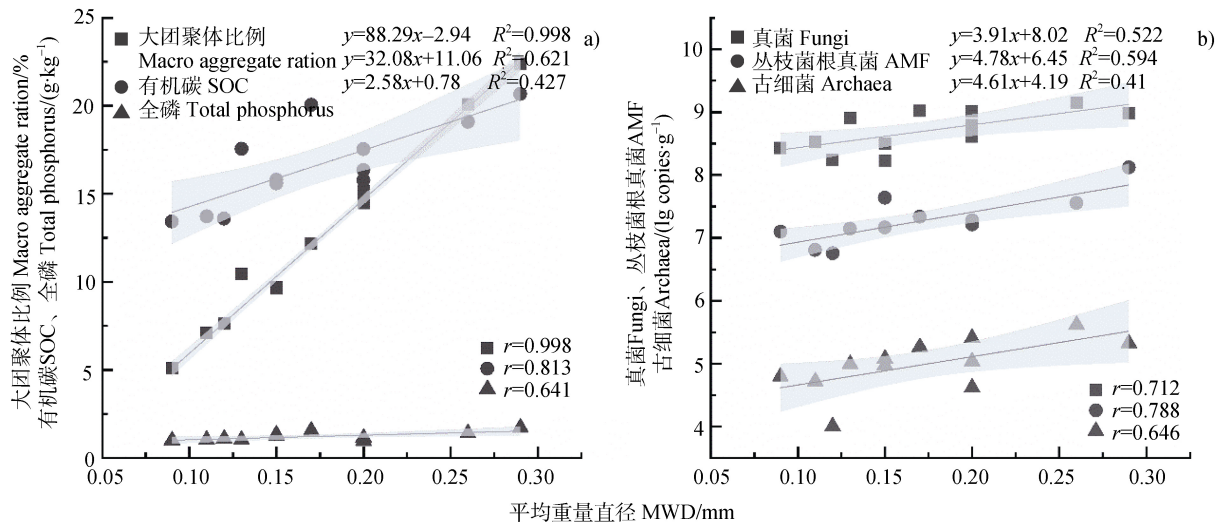 大团聚体比例 y=88.29x–2.94 R²=0.998
Macro aggregate ration y=32.08x+11.06 R²=0.621
有机碳 SOC y=2.58x+0.78 R²=0.427
全磷 Total phosphorus
a)
大团聚体比例 Macro aggregate ration/%
有机碳SOC、全磷 Total phosphorus/(g·kg⁻¹)
25
20
15
10
5
0
r=0.998
r=0.813
r=0.641
0.05 0.10 0.15 0.20 0.25 0.30
真菌 Fungi y=3.91x+8.02 R²=0.522
丛枝菌根真菌 AMF y=4.78x+6.45 R²=0.594
古细菌 Archaea y=4.61x+4.19 R²=0.41
b)
真菌Fungi、丛枝菌根真菌AMF
古细菌Archaea/(lg copies·g⁻¹)
10
9
8
7
6
5
4
r=0.712
r=0.788
r=0.646
0.05 0.10 0.15 0.20 0.25 0.30
平均重量直径 MWD/mm